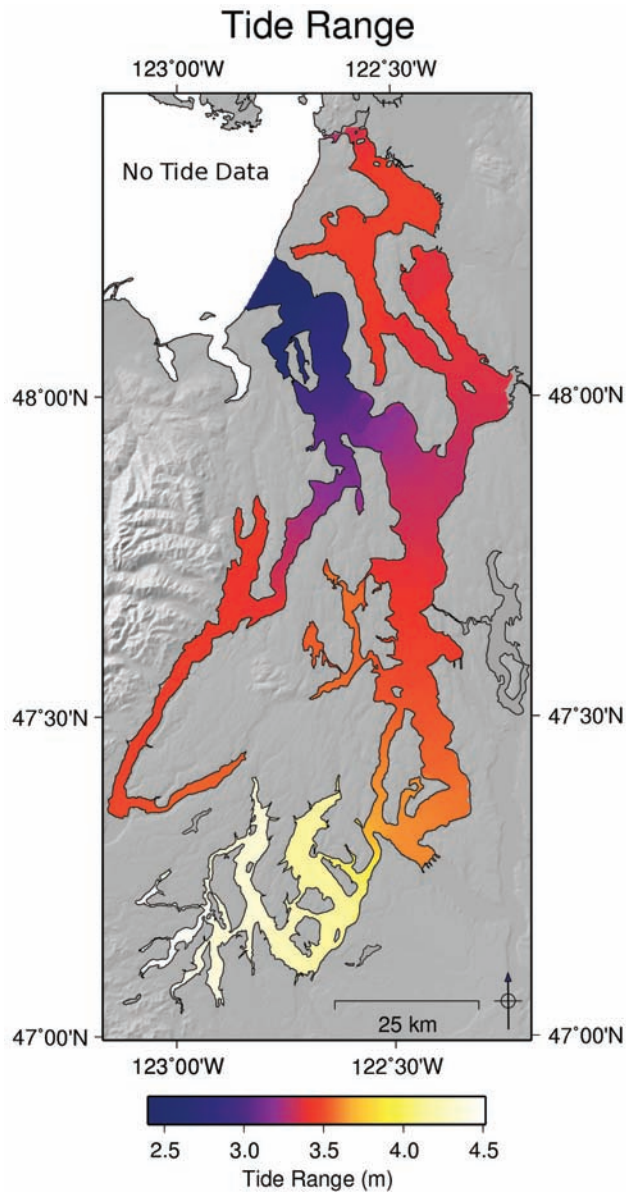 Tide Range
123°00'W 122°30'W
No Tide Data
48°00'N 48°00'N
47°30'N 47°30'N
25 km
47°00'N 47°00'N
123°00'W 122°30'W
2.5 3.0 3.5 4.0 4.5
Tide Range (m)